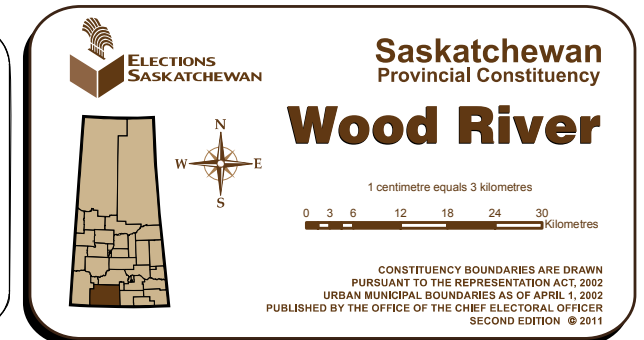 ELECTIONS
SASKATCHEWAN
Saskatchewan
Provincial Constituency
Wood River
N
W E
S
1 centimetre equals 3 kilometres
0 3 6 12 18 24 30
Kilometres
CONSTITUENCY BOUNDARIES ARE DRAWN
PURSUANT TO THE REPRESENTATION ACT, 2002
URBAN MUNICIPAL BOUNDARIES AS OF APRIL 1, 2002
PUBLISHED BY THE OFFICE OF THE CHIEF ELECTORAL OFFICER
SECOND EDITION © 2011